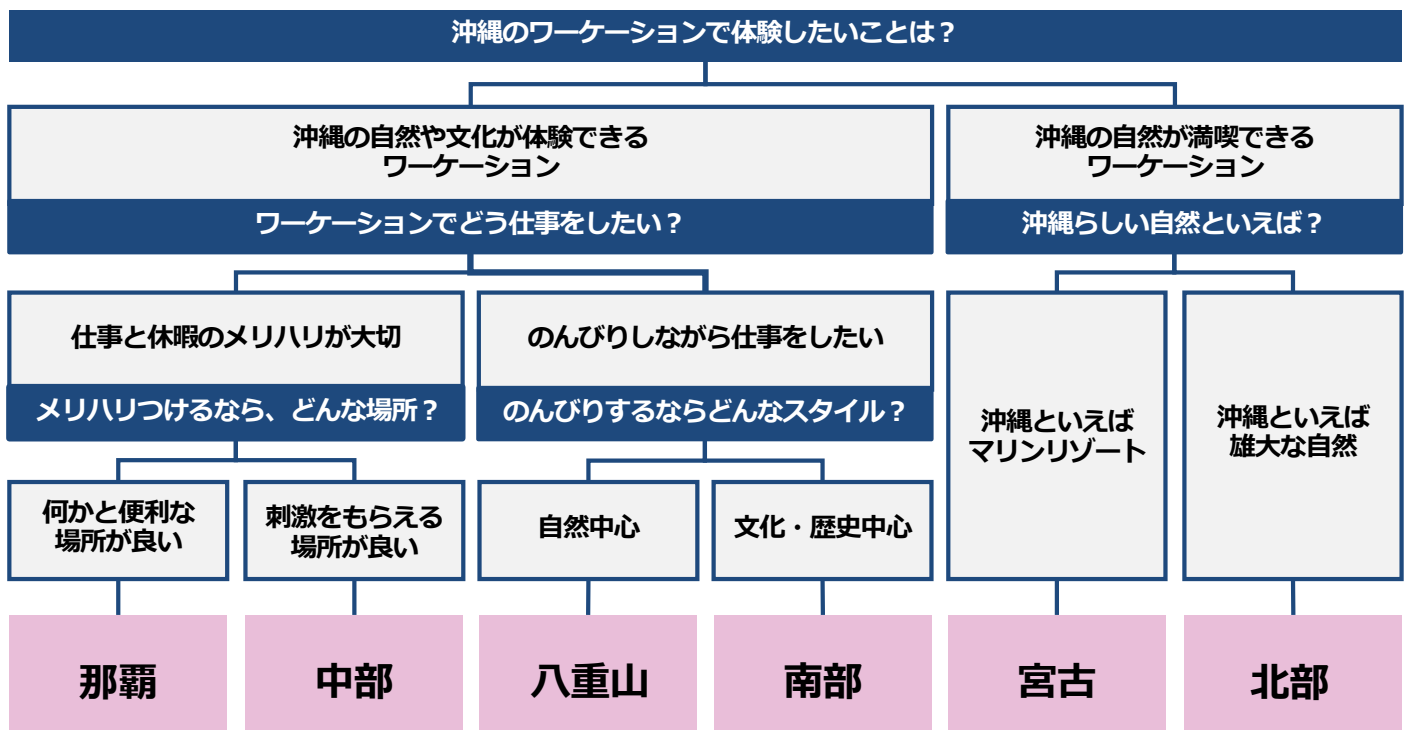 沖縄のワーケーションで体験したいことは？
沖縄の自然や文化が体験できる
ワーケーション
沖縄の自然が満喫できる
ワーケーション
ワーケーションでどう仕事をしたい？
沖縄らしい自然といえば？
仕事と休暇のメリハリが大切
のんびりしながら仕事をしたい
メリハリつけるなら、どんな場所？
のんびりするならどんなスタイル？
沖縄といえば
マリンリゾート
沖縄といえば
雄大な自然
何かと便利な
場所が良い
刺激をもらえる
場所が良い
自然中心
文化・歴史中心
那覇
中部
八重山
南部
宮古
北部